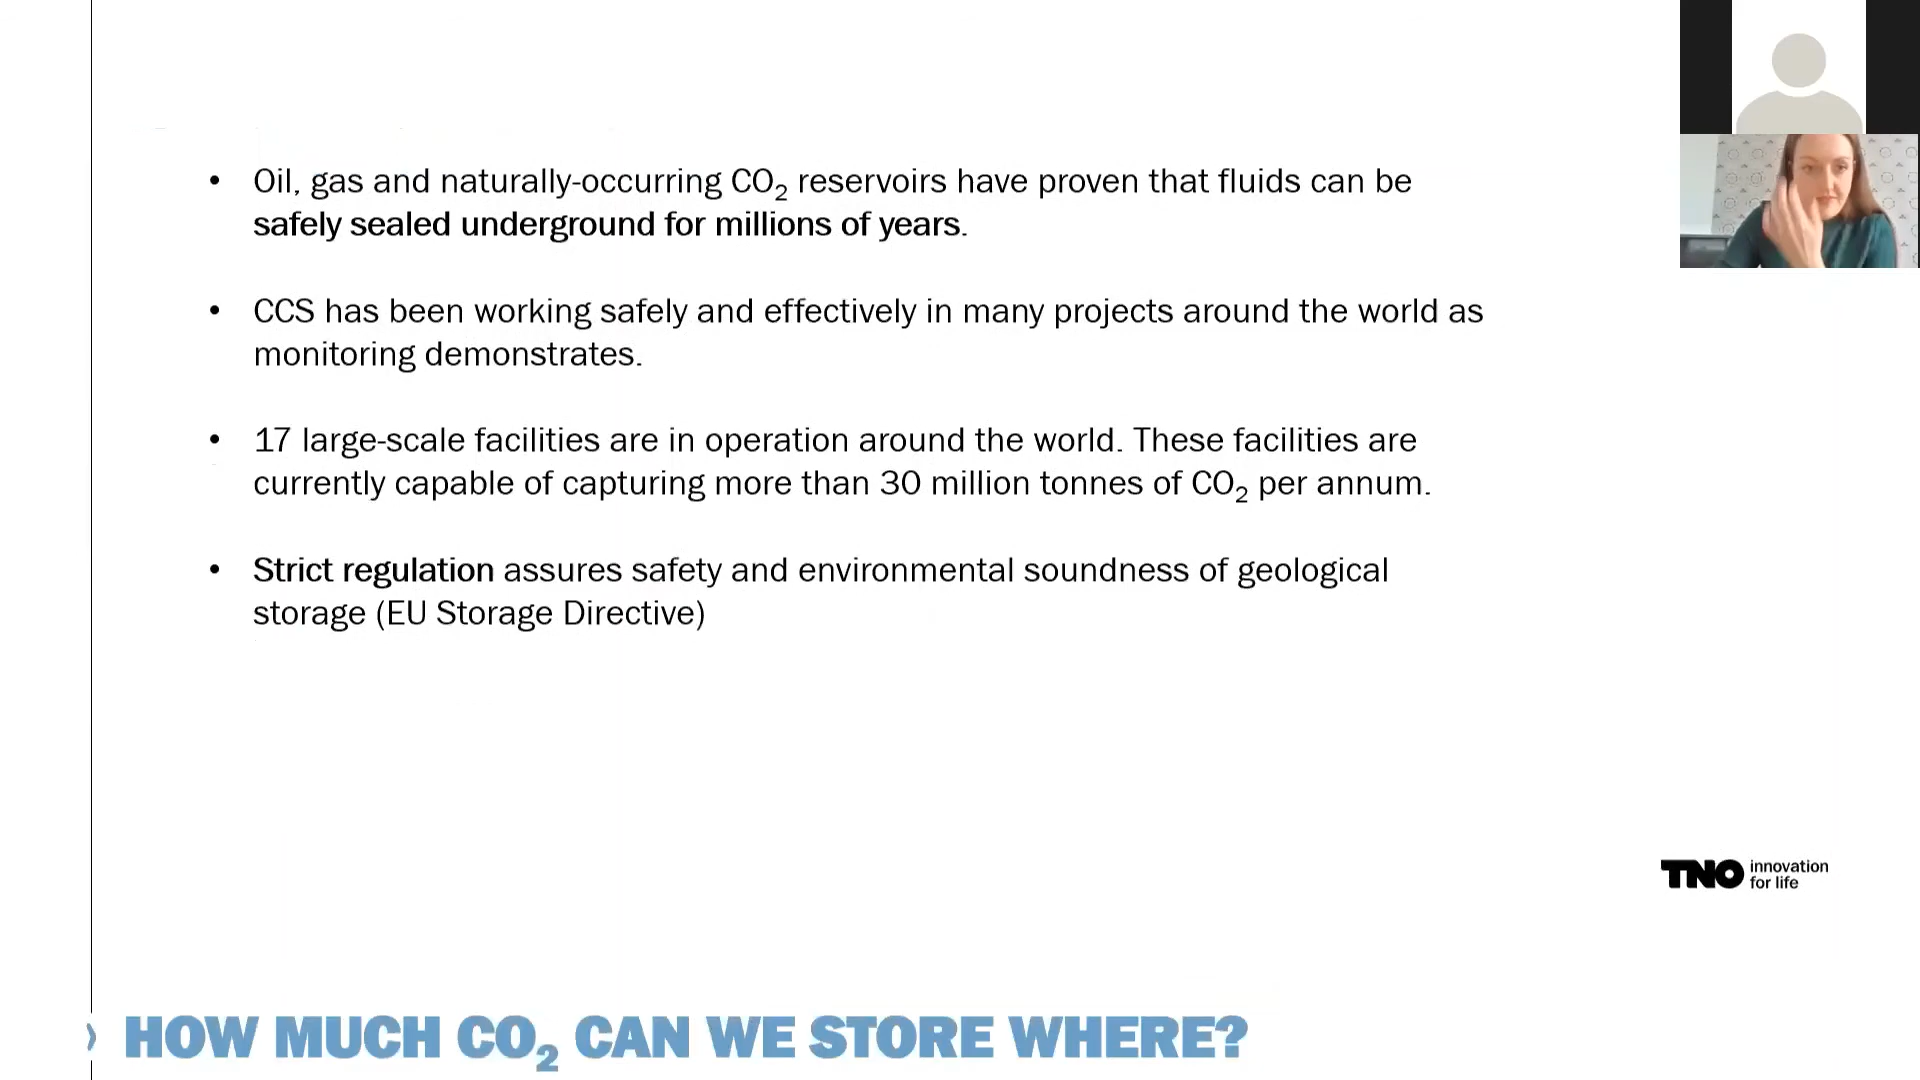 • Oil, gas and naturally-occurring CO₂ reservoirs have proven that fluids can be
safely sealed underground for millions of years.
• CCS has been working safely and effectively in many projects around the world as
monitoring demonstrates.
• 17 large-scale facilities are in operation around the world. These facilities are
currently capable of capturing more than 30 million tonnes of CO₂ per annum.
• Strict regulation assures safety and environmental soundness of geological
storage (EU Storage Directive)
TNO innovation
for life
HOW MUCH CO₂ CAN WE STORE WHERE?